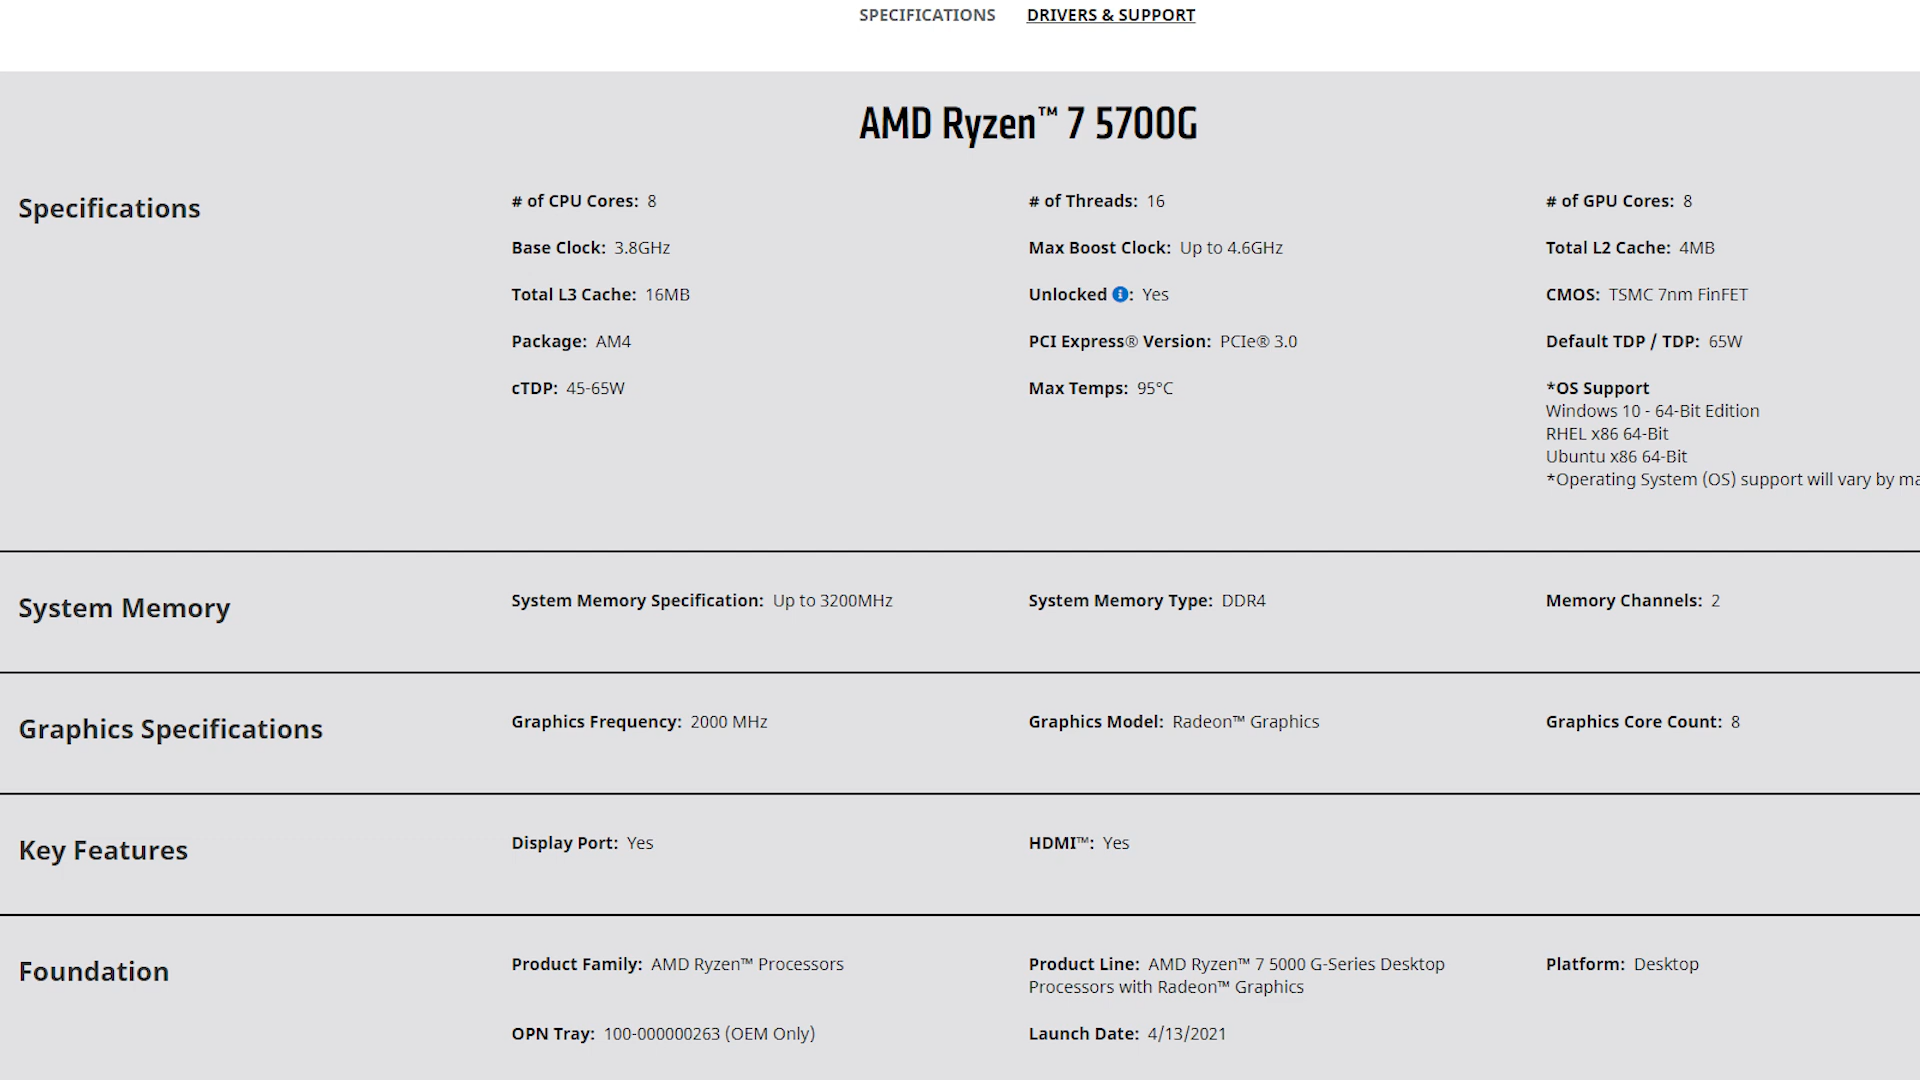 SPECIFICATIONS DRIVERS & SUPPORT
AMD Ryzen™ 7 5700G
Specifications
# of CPU Cores: 8
# of Threads: 16
# of GPU Cores: 8
Base Clock: 3.8GHz
Max Boost Clock: Up to 4.6GHz
Total L2 Cache: 4MB
Total L3 Cache: 16MB
Unlocked i: Yes
CMOS: TSMC 7nm FinFET
Package: AM4
PCI Express® Version: PCIe® 3.0
Default TDP / TDP: 65W
cTDP: 45-65W
Max Temps: 95°C
*OS Support
Windows 10 - 64-Bit Edition
RHEL x86 64-Bit
Ubuntu x86 64-Bit
*Operating System (OS) support will vary by ma
System Memory
System Memory Specification: Up to 3200MHz
System Memory Type: DDR4
Memory Channels: 2
Graphics Specifications
Graphics Frequency: 2000 MHz
Graphics Model: Radeon™ Graphics
Graphics Core Count: 8
Key Features
Display Port: Yes
HDMI™: Yes
Foundation
Product Family: AMD Ryzen™ Processors
Product Line: AMD Ryzen™ 7 5000 G-Series Desktop
Processors with Radeon™ Graphics
Platform: Desktop
OPN Tray: 100-000000263 (OEM Only)
Launch Date: 4/13/2021